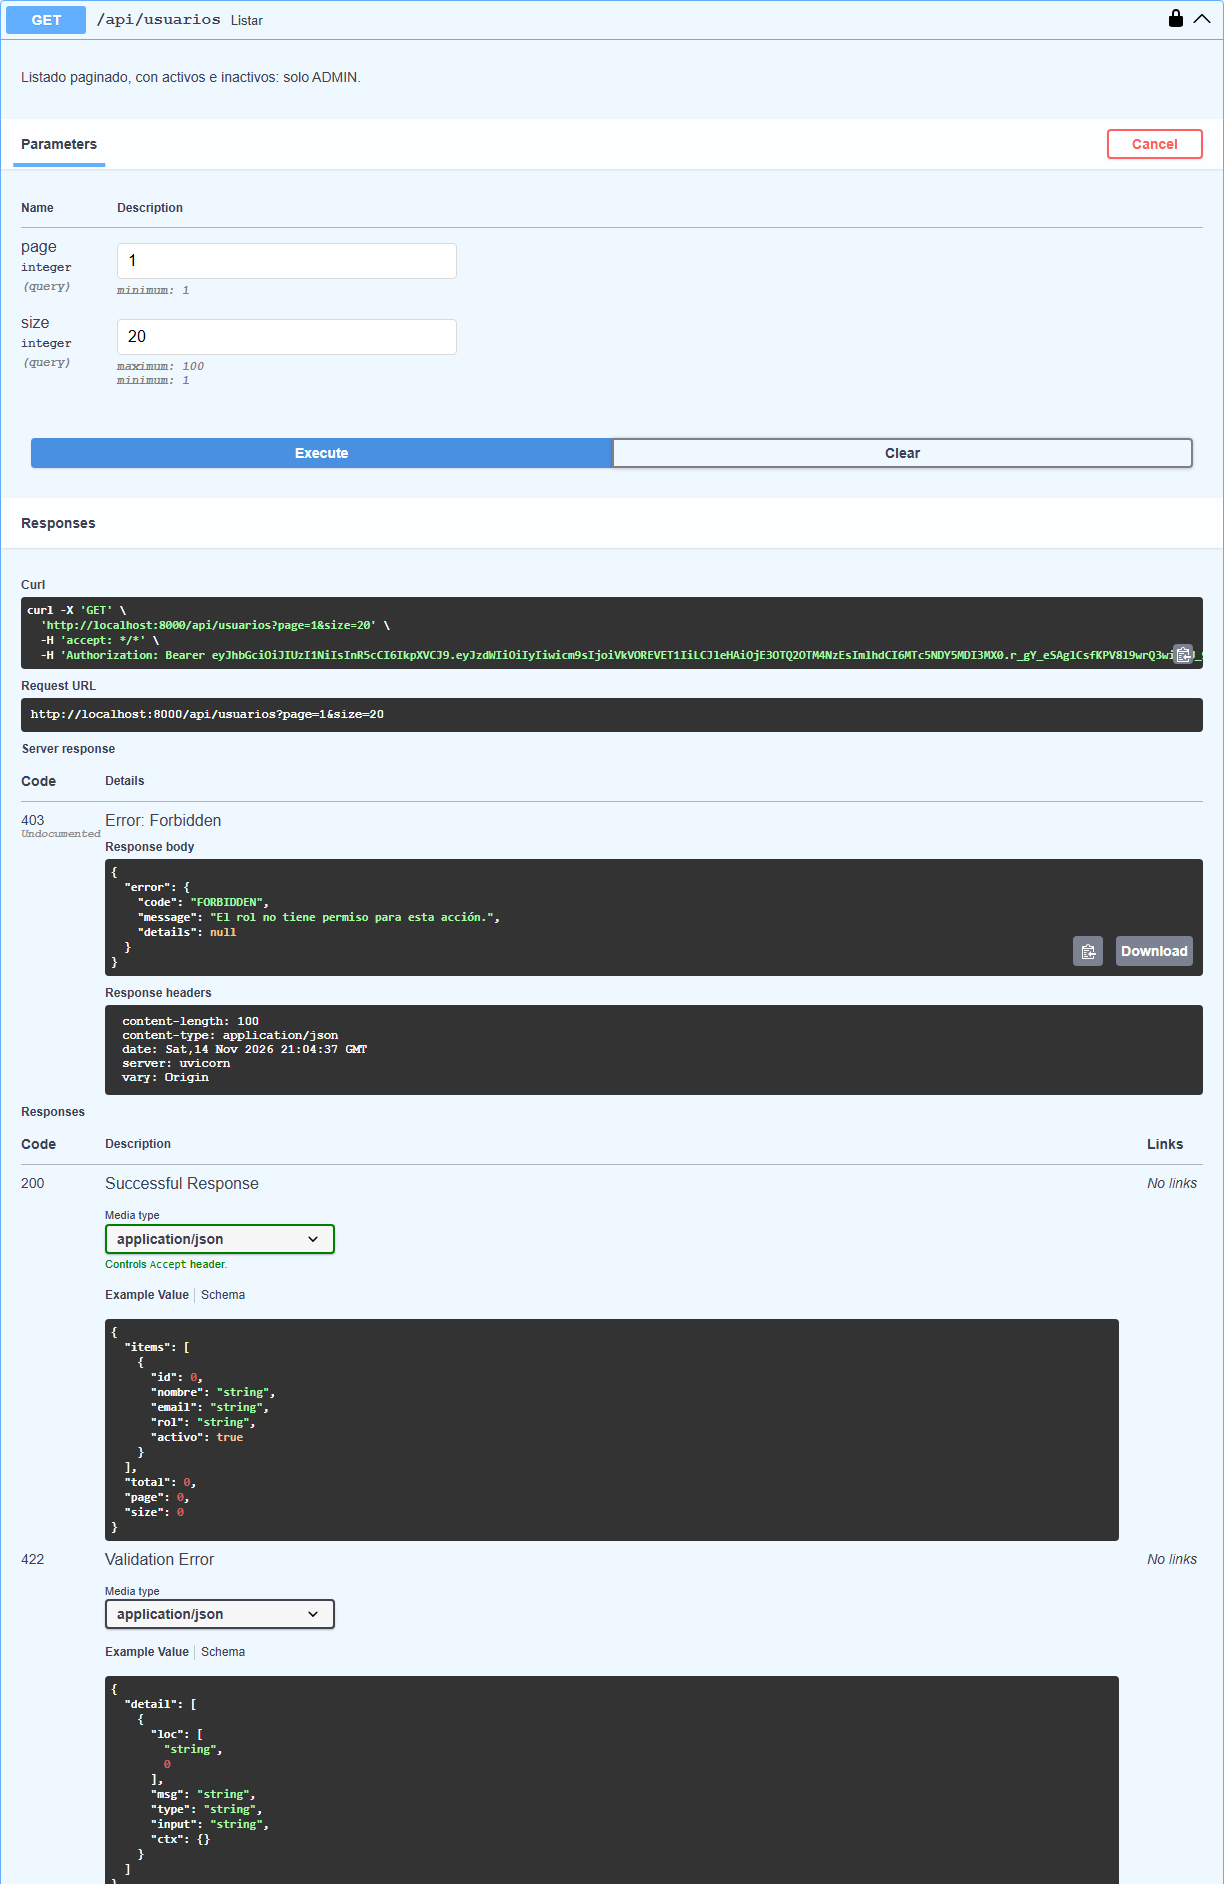 GET /api/usuarios Listar
Listado paginado, con activos e inactivos: solo ADMIN.
Parameters
Cancel
Name Description
page
integer
(query)
1
minimum: 1
size
integer
(query)
20
maximum: 100
minimum: 1
Execute Clear
Responses
Curl
curl -X 'GET' \
'http://localhost:8000/api/usuarios?page=1&size=20' \
-H 'accept: */*' \
-H 'Authorization: Bearer
Request URL
http://localhost:8000/api/usuarios?page=1&size=20
Server response
Code Details
403 Error: Forbidden
Undocumented
Response body
{
"error": {
"code": "FORBIDDEN",
"message": "El rol no tiene permiso para esta acción.",
"details": null
}
}
Download
Response headers
content-length: 100
content-type: application/json
date: Sat,14 Nov 2026 21:04:37 GMT
server: uvicorn
vary: Origin
Responses
Code Description Links
200 Successful Response No links
Media type
application/json
Controls Accept header.
Example Value Schema
{
"items": [
{
"id": 0,
"nombre": "string",
"email": "string",
"rol": "string",
"activo": true
}
],
"total": 0,
"page": 0,
"size": 0
}
422 Validation Error No links
Media type
application/json
Example Value Schema
{
"detail": [
{
"loc": [
"string",
0
],
"msg": "string",
"type": "string",
"input": "string",
"ctx": {}
}
]
}